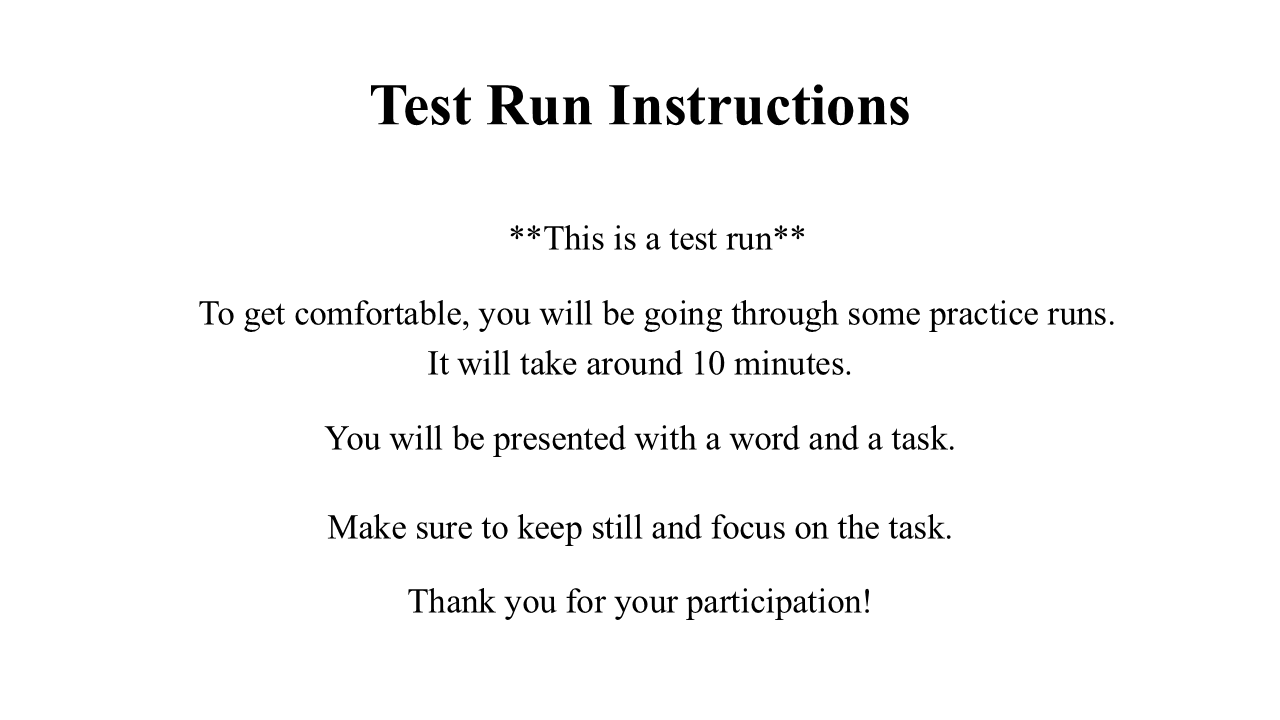 Test Run Instructions
**This is a test run**
To get comfortable, you will be going through some practice runs.
It will take around 10 minutes.
You will be presented with a word and a task.
Make sure to keep still and focus on the task.
Thank you for your participation!